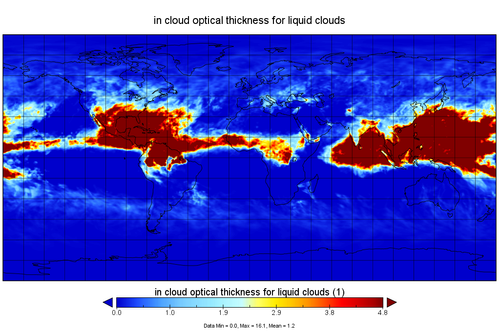 in cloud optical thickness for liquid clouds
in cloud optical thickness for liquid clouds (1)
0.0 1.0 1.9 2.9 3.8 4.8
Data Min = 0.0, Max = 16.1, Mean = 1.2